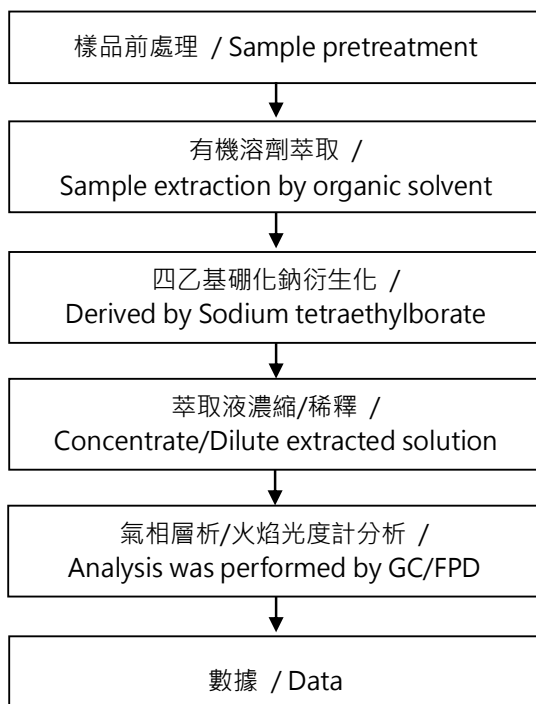 樣品前處理 / Sample pretreatment
有機溶劑萃取 /
Sample extraction by organic solvent
四乙基硼化鈉衍生化 /
Derived by Sodium tetraethylborate
萃取液濃縮/稀釋 /
Concentrate/Dilute extracted solution
氣相層析/火焰光度計分析 /
Analysis was performed by GC/FPD
數據 / Data